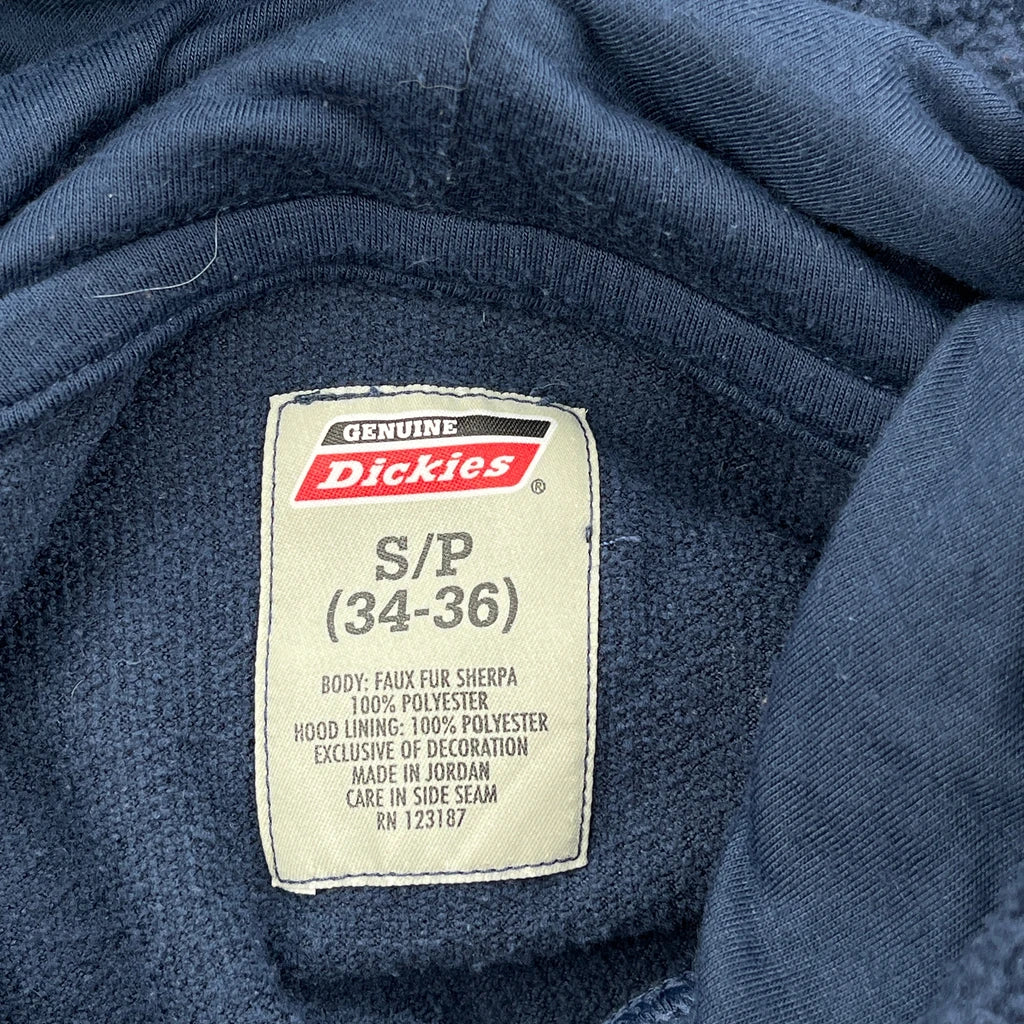 GENUINE
Dickies®
S/P
(34-36)
BODY: FAUX FUR SHERPA
100% POLYESTER
HOOD LINING: 100% POLYESTER
EXCLUSIVE OF DECORATION
MADE IN JORDAN
CARE IN SIDE SEAM
RN 123187